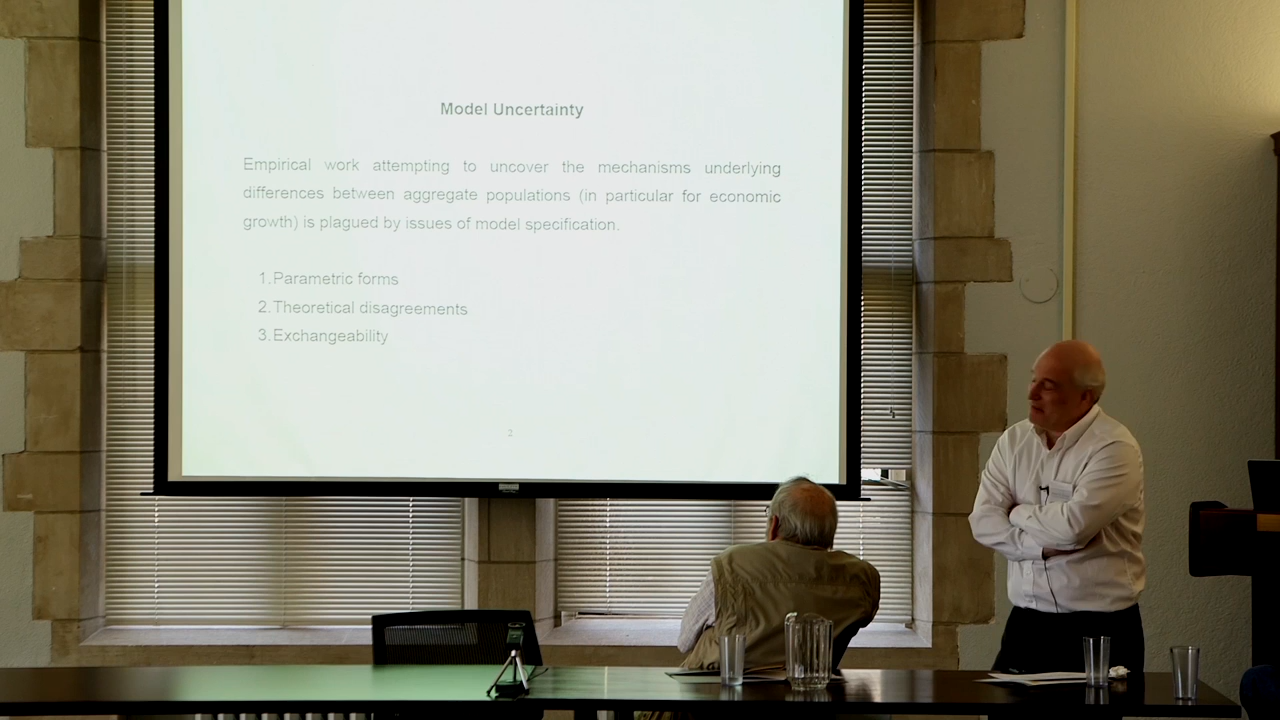 Model Uncertainty
Empirical work attempting to uncover the mechanisms underlying
differences between aggregate populations (in particular for economic
growth) is plagued by issues of model specification.
1. Parametric forms
2. Theoretical disagreements
3. Exchangeability
2